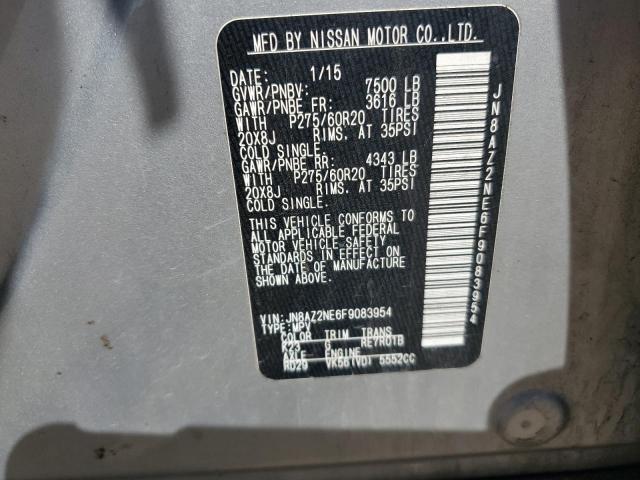 MFD BY NISSAN MOTOR CO.,LTD.
DATE: 1/15
GVWR/PNBV: 7500 LB
GAWR/PNBE FR: 3616 LB
WITH P275/60R20 TIRES
20X8J RIMS. AT 35PSI
COLD SINGLE.
GAWR/PNBE RR: 4343 LB
WITH P275/60R20 TIRES
20X8J RIMS. AT 35PSI
COLD SINGLE.
THIS VEHICLE CONFORMS TO
ALL APPLICABLE FEDERAL
MOTOR VEHICLE SAFETY
STANDARDS IN EFFECT ON
THE DATE OF MANUFACTURE
SHOWN ABOVE.
VIN:JN8AZ2NE6F9083954
TYPE:MPV
COLOR TRIM TRANS
K23 G RE7R01B
AXLE ENGINE
RD29 VK56(VD) 5552CC
JN8AZ2NE6F9083954